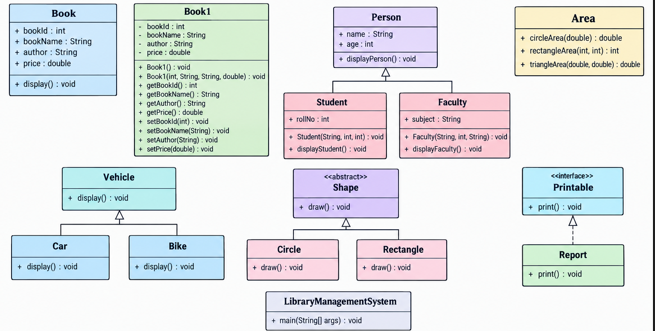 Book
+ bookId : int
+ bookName : String
+ author : String
+ price : double
+ display() : void
Book1
- bookId : int
- bookName : String
- author : String
- price : double
+ Book1() : void
+ Book1(int, String, String, double) : void
+ getBookId() : int
+ getBookName() : String
+ getAuthor() : String
+ getPrice() : double
+ setBookId(int) : void
+ setBookName(String) : void
+ setAuthor(String) : void
+ setPrice(double) : void
Person
+ name : String
+ age : int
+ displayPerson() : void
Area
+ circleArea(double) : double
+ rectangleArea(int, int) : int
+ triangleArea(double, double) : double
Student
+ rollNo : int
+ Student(String, int, int) : void
+ displayStudent() : void
Faculty
+ subject : String
+ Faculty(String, int, String) : void
+ displayFaculty() : void
Vehicle
+ display() : void
<<abstract>>
Shape
+ draw() : void
<<interface>>
Printable
+ print() : void
Car
+ display() : void
Bike
+ display() : void
Circle
+ draw() : void
Rectangle
+ draw() : void
Report
+ print() : void
LibraryManagementSystem
+ main(String[] args) : void